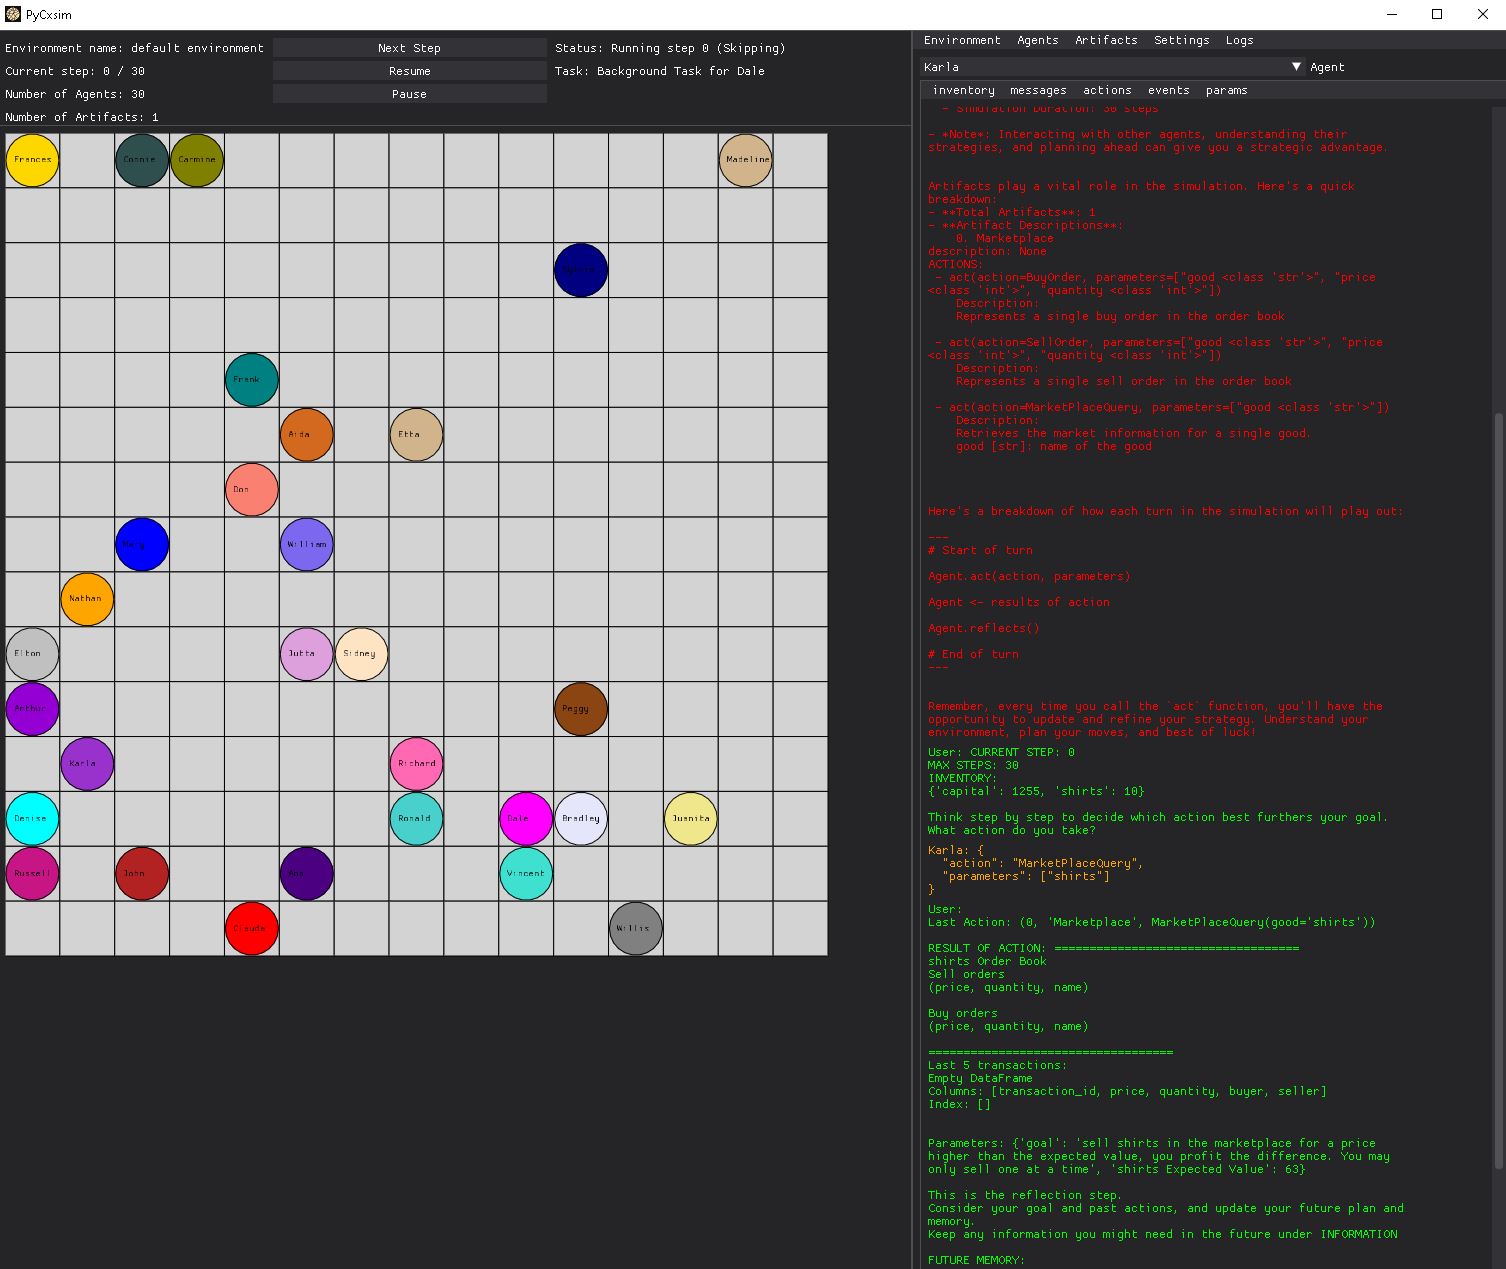 PyCxsim
Environment name: default environment
Next Step
Status: Running step 0 (Skipping)
Current step: 0 / 30
Resume
Task: Background Task for Dale
Number of Agents: 30
Pause
Number of Artifacts: 1
Frances
Connie
Carmine
Madeline
Frank
Aida
Etta
Don
Mary
William
Nathan
Elton
Jutta
Sidney
Arthur
Peggy
Karla
Richard
Denise
Ronald
Dale
Bradley
Juanita
Russell
John
Ana
Vincent
Claude
Willis
Environment Agents Artifacts Settings Logs
Karla
Agent
inventory messages actions events params
- Simulation Duration: 30 steps
- *Note*: Interacting with other agents, understanding their
strategies, and planning ahead can give you a strategic advantage.
Artifacts play a vital role in the simulation. Here's a quick
breakdown:
- **Total Artifacts**: 1
- **Artifact Descriptions**:
0. Marketplace
description: None
ACTIONS:
- act(action=BuyOrder, parameters=["good <class 'str'>", "price
<class 'int'>", "quantity <class 'int'>"])
Description:
Represents a single buy order in the order book
- act(action=SellOrder, parameters=["good <class 'str'>", "price
<class 'int'>", "quantity <class 'int'>"])
Description:
Represents a single sell order in the order book
- act(action=MarketPlaceQuery, parameters=["good <class 'str'>"])
Description:
Retrieves the market information for a single good.
good [str]: name of the good
Here's a breakdown of how each turn in the simulation will play out:
---
# Start of turn
Agent.act(action, parameters)
Agent <- results of action
Agent.reflects()
# End of turn
---
Remember, every time you call the `act` function, you'll have the
opportunity to update and refine your strategy. Understand your
environment, plan your moves, and best of luck!
User: CURRENT STEP: 0
MAX STEPS: 30
INVENTORY:
{'capital': 1255, 'shirts': 10}
Think step by step to decide which action best furthers your goal.
What action do you take?
Karla: {
"action": "MarketPlaceQuery",
"parameters": ["shirts"]
}
User:
Last Action: (0, 'Marketplace', MarketPlaceQuery(good='shirts'))
RESULT OF ACTION: ===================================
shirts Order Book
Sell orders
(price, quantity, name)
Buy orders
(price, quantity, name)
===================================
Last 5 transactions:
Empty DataFrame
Columns: [transaction_id, price, quantity, buyer, seller]
Index: []
Parameters: {'goal': 'sell shirts in the marketplace for a price
higher than the expected value, you profit the difference. You may
only sell one at a time', 'shirts Expected Value': 63}
This is the reflection step.
Consider your goal and past actions, and update your future plan and
memory.
Keep any information you might need in the future under INFORMATION
FUTURE MEMORY: